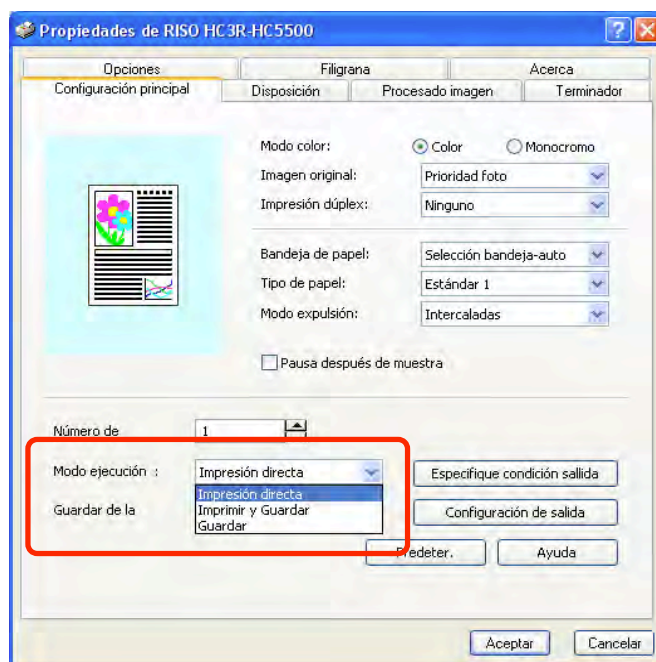 Propiedades de RISO HC3R-HC5500
Opciones Filigrana Acerca
Configuración principal Disposición Procesado imagen Terminador
Modo color: Color Monocromo
Imagen original: Prioridad foto
Impresión dúplex: Ninguno
Bandeja de papel: Selección bandeja-auto
Tipo de papel: Estándar 1
Modo expulsión: Intercaladas
Pausa después de muestra
Número de 1
Modo ejecución : Impresión directa Especifique condición sallida
Impresión directa
Guardar de la Imprimir y Guardar Configuración de salida
Guardar
Predeter. Ayuda
Aceptar Cancelar